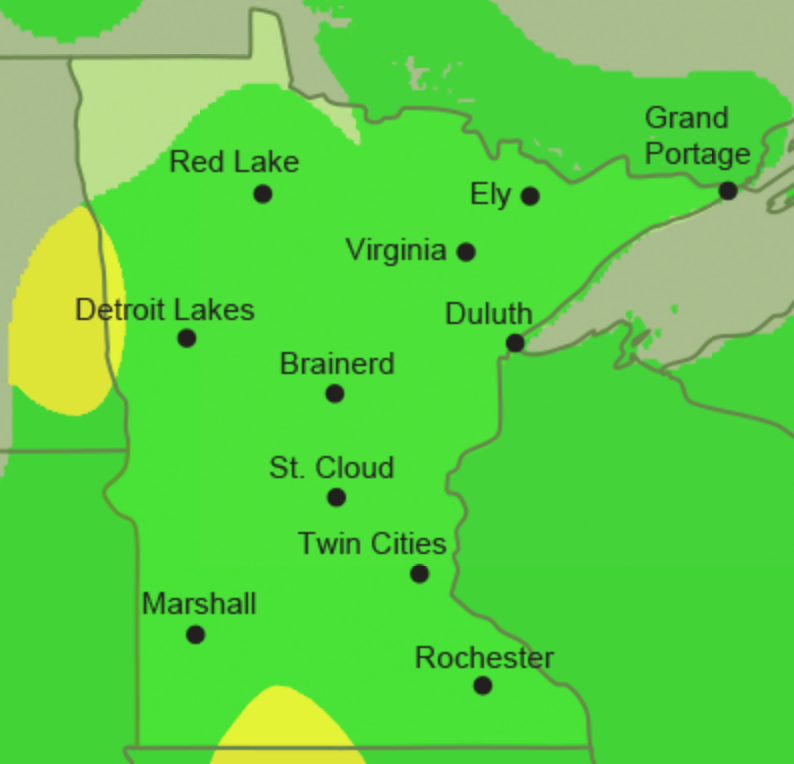 Grand
Portage
Red Lake
Ely
Virginia
Detroit Lakes
Duluth
Brainerd
St. Cloud
Twin Cities
Marshall
Rochester